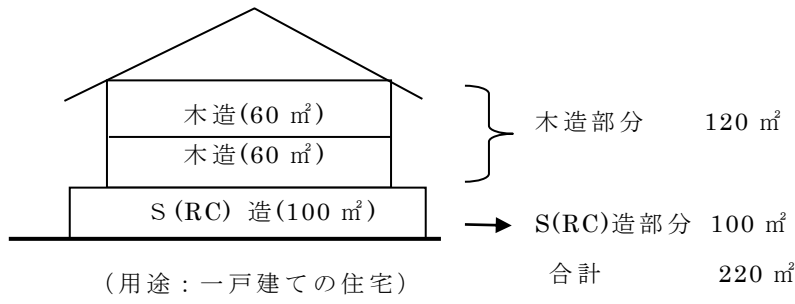 木造(60 ㎡)
木造(60 ㎡)
木造部分 120 ㎡
S(RC) 造(100 ㎡)
S(RC)造部分 100 ㎡
合計 220 ㎡
(用途：一戸建ての住宅)